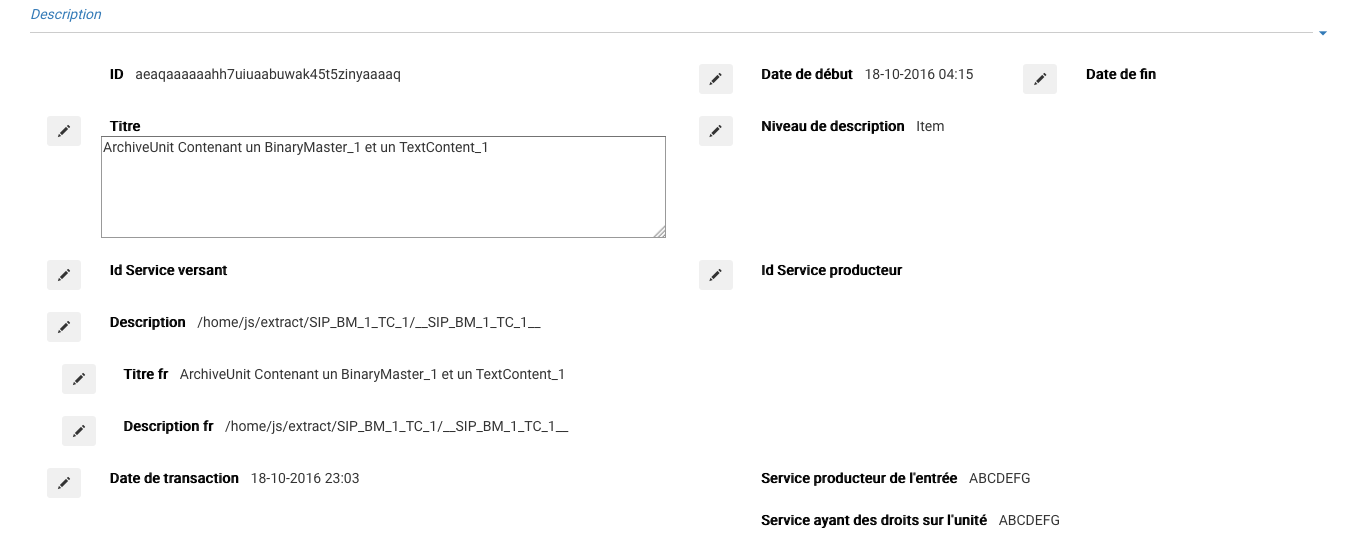 Description
ID aeaqaaaaaahh7uiuaabuwak45t5zinyaaaaq Date de début 18-10-2016 04:15 Date de fin
Titre Niveau de description Item
ArchiveUnit Contenant un BinaryMaster_1 et un TextContent_1
Id Service versant Id Service producteur
Description /home/js/extract/SIP_BM_1_TC_1/__SIP_BM_1_TC_1__
Titre fr ArchiveUnit Contenant un BinaryMaster_1 et un TextContent_1
Description fr /home/js/extract/SIP_BM_1_TC_1/__SIP_BM_1_TC_1__
Date de transaction 18-10-2016 23:03 Service producteur de l'entrée ABCDEFG
Service ayant des droits sur l'unité ABCDEFG